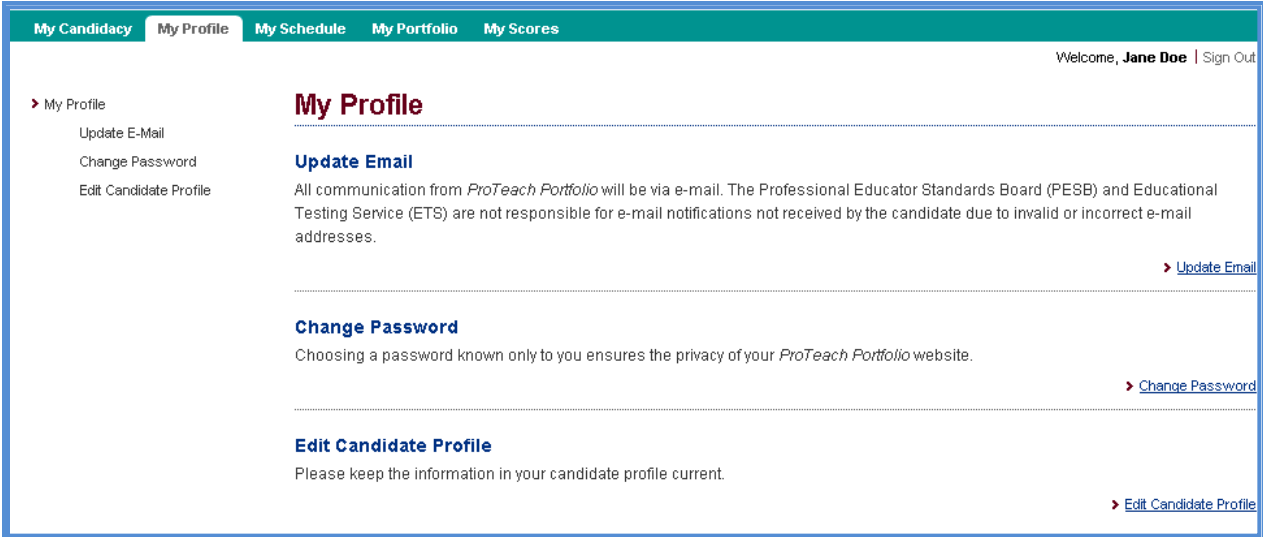 My Candidacy My Profile My Schedule My Portfolio My Scores
Welcome, Jane Doe | Sign Out
My Profile
Update E-Mail
Change Password
Edit Candidate Profile
My Profile
Update Email
All communication from ProTeach Portfolio will be via e-mail. The Professional Educator Standards Board (PESB) and Educational
Testing Service (ETS) are not responsible for e-mail notifications not received by the candidate due to invalid or incorrect e-mail
addresses.
Update Email
Change Password
Choosing a password known only to you ensures the privacy of your ProTeach Portfolio website.
Change Password
Edit Candidate Profile
Please keep the information in your candidate profile current.
Edit Candidate Profile